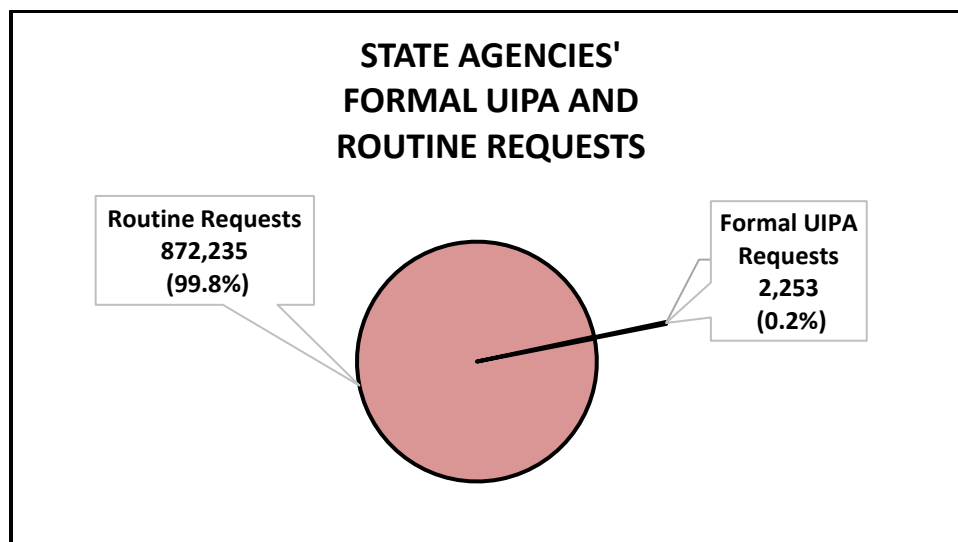 STATE AGENCIES'
FORMAL UIPA AND
ROUTINE REQUESTS
Routine Requests
872,235
(99.8%)
Formal UIPA
Requests
2,253
(0.2%)